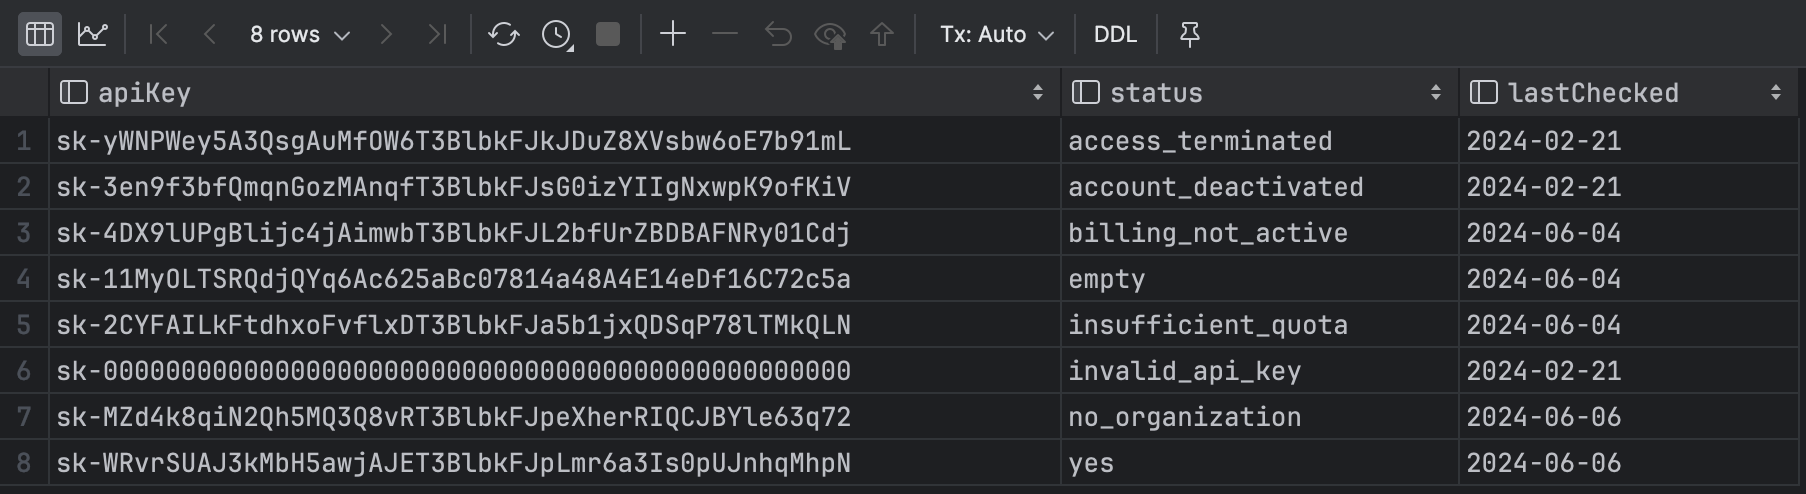 8 rows
Tx: Auto
DDL
apiKey status lastChecked
1 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 access_terminated 2024-02-21
2 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 account_deactivated 2024-02-21
3 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 billing_not_active 2024-06-04
4 sk-11MyOLTSRQdjQYq6Ac625aBc07814a48A4E14eDf16C72c5a empty 2024-06-04
5 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 insufficient_quota 2024-06-04
6 sk-000000000000000000000000000000000000000000000000 invalid_api_key 2024-02-21
7 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 no_organization 2024-06-06
8 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 yes 2024-06-06